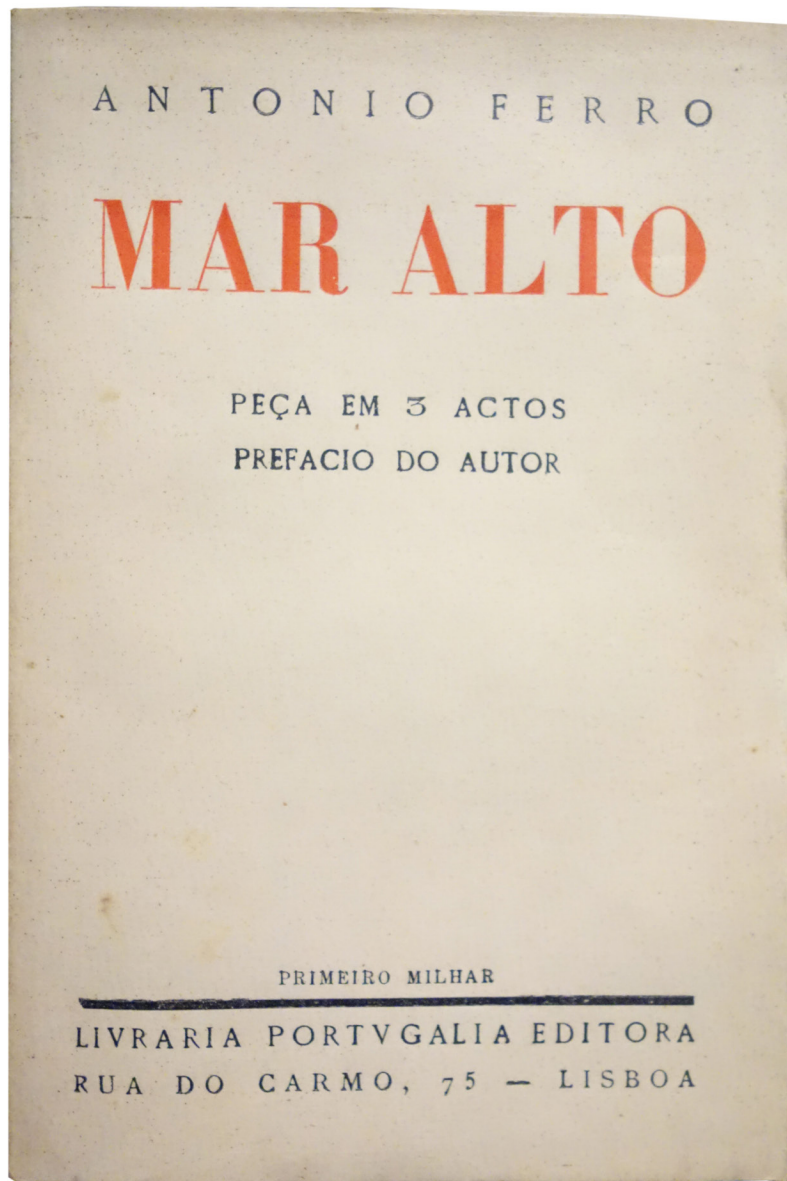 ANTONIO FERRO
MAR ALTO
PEÇA EM 3 ACTOS
PREFACIO DO AUTOR
PRIMEIRO MILHAR
LIVRARIA PORTVGALIA EDITORA
RUA DO CARMO, 75 — LISBOA